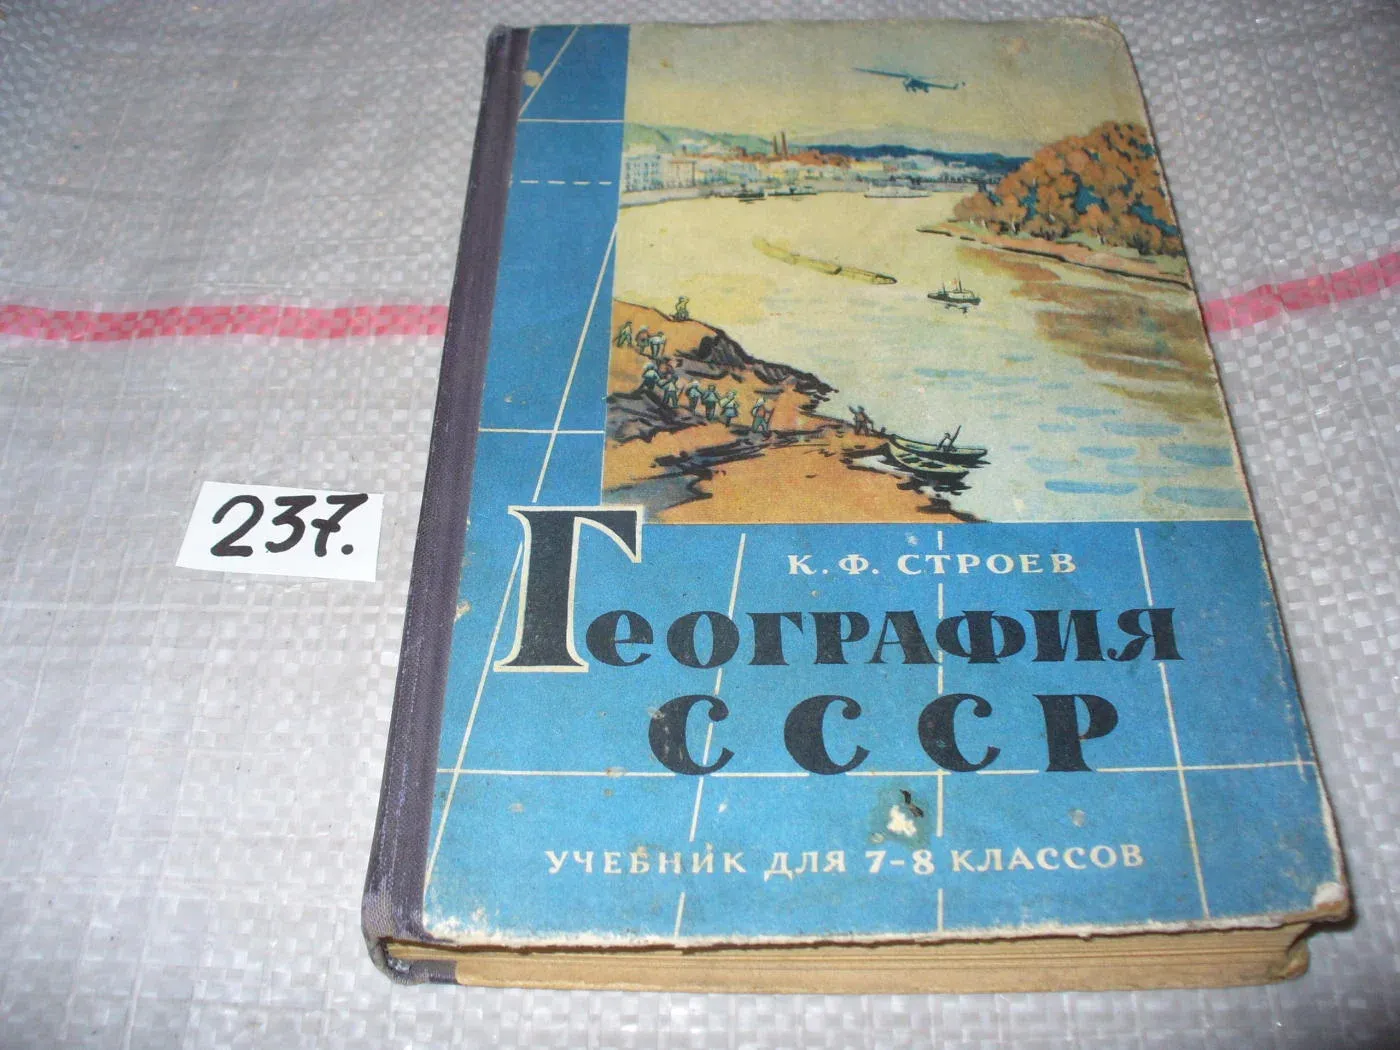 237.
К. Ф. СТРОЕВ
ГЕОГРАФИЯ
СССР
УЧЕБНИК ДЛЯ 7-8 КЛАССОВ